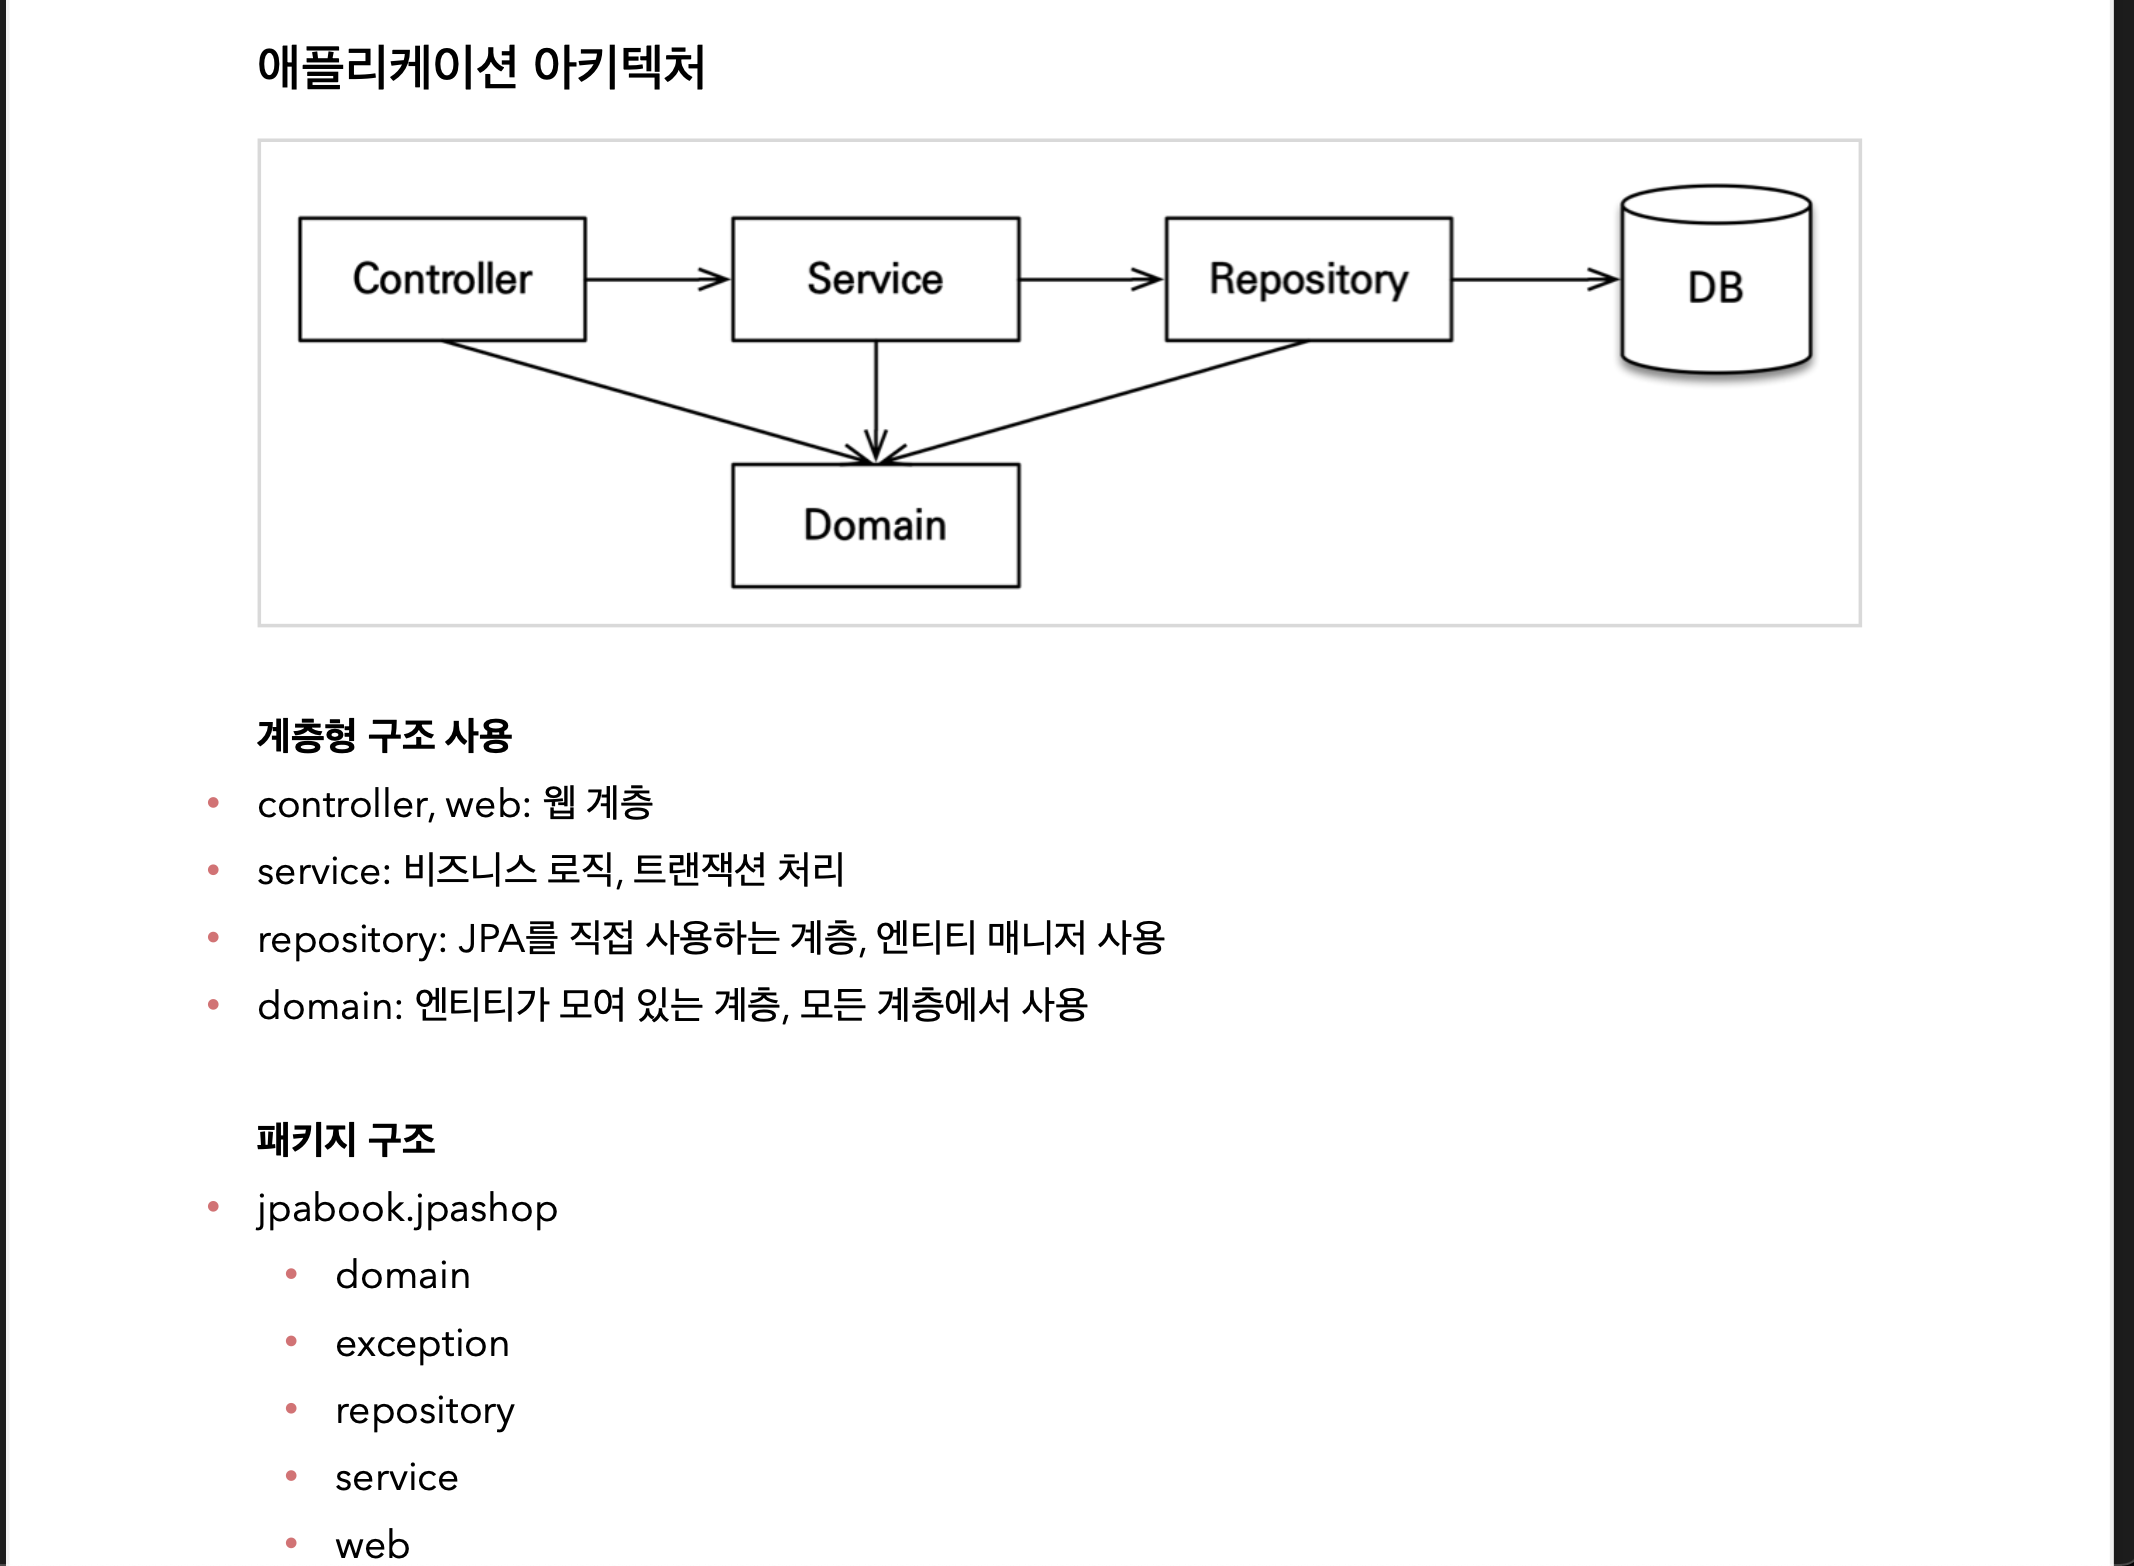 애플리케이션 아키텍처
Controller
Service
Repository
DB
Domain
계층형 구조 사용
• controller, web: 웹 계층
• service: 비즈니스 로직, 트랜잭션 처리
• repository: JPA를 직접 사용하는 계층, 엔티티 매니저 사용
• domain: 엔티티가 모여 있는 계층, 모든 계층에서 사용
패키지 구조
• jpabook.jpashop
• domain
• exception
• repository
• service
• web